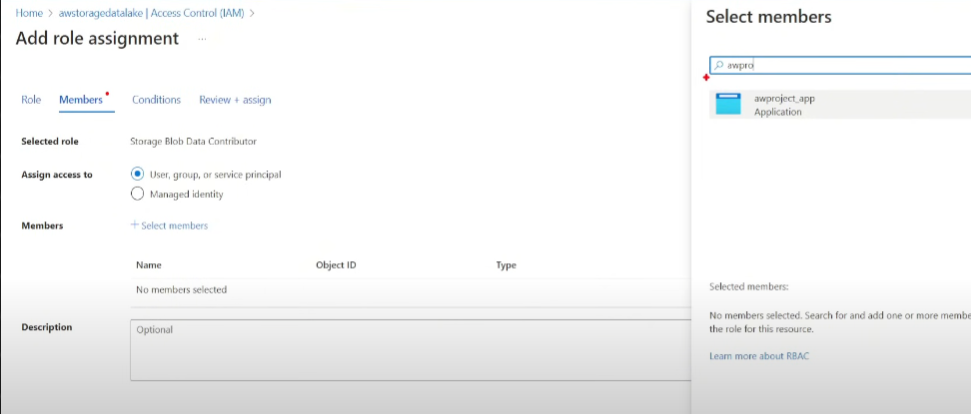 Home > awstoragedatalake | Access Control (IAM) >
Add role assignment ...
Role Members Conditions Review + assign
Selected role Storage Blob Data Contributor
Assign access to User, group, or service principal
Managed identity
Members + Select members
Name Object ID Type
No members selected
Description Optional
Select members
awpro
awproject_app
Application
Selected members:
No members selected. Search for and add one or more membe
the role for this resource.
Learn more about RBAC